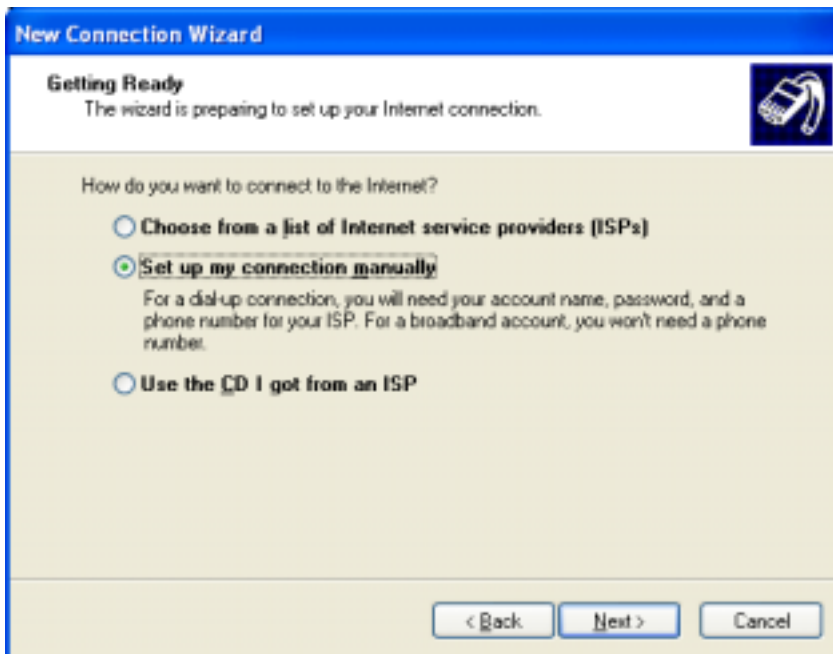 New Connection Wizard
Getting Ready
The wizard is preparing to set up your Internet connection.
How do you want to connect to the Internet?
Choose from a list of Internet service providers (ISPs)
Set up my connection manually
For a dial-up connection, you will need your account name, password, and a
phone number for your ISP. For a broadband account, you won't need a phone
number.
Use the CD I got from an ISP
< Back
Next >
Cancel